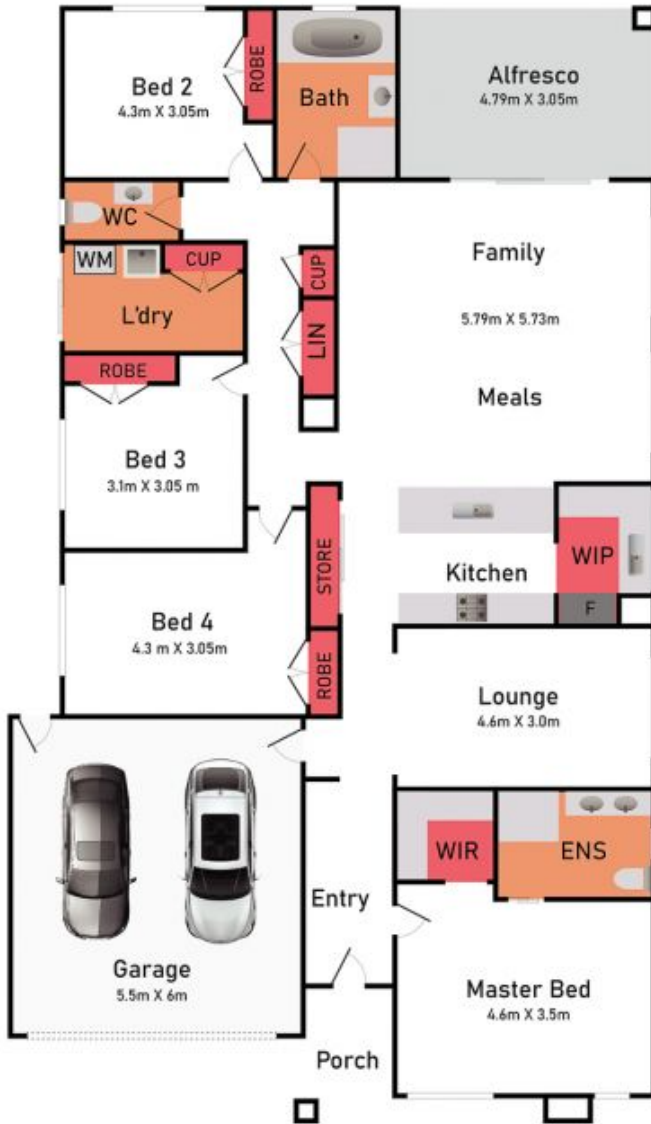 Bed 2
4.3m X 3.05m
ROBE
Bath
Alfresco
4.79m X 3.05m
WC
WM
CUP
L'dry
CUP
LIN
Family
5.79m X 5.73m
Meals
ROBE
Bed 3
3.1m X 3.05 m
STORE
Kitchen
WIP
F
Bed 4
4.3 m X 3.05m
ROBE
Lounge
4.6m X 3.0m
WIR
ENS
Entry
Garage
5.5m X 6m
Master Bed
4.6m X 3.5m
Porch